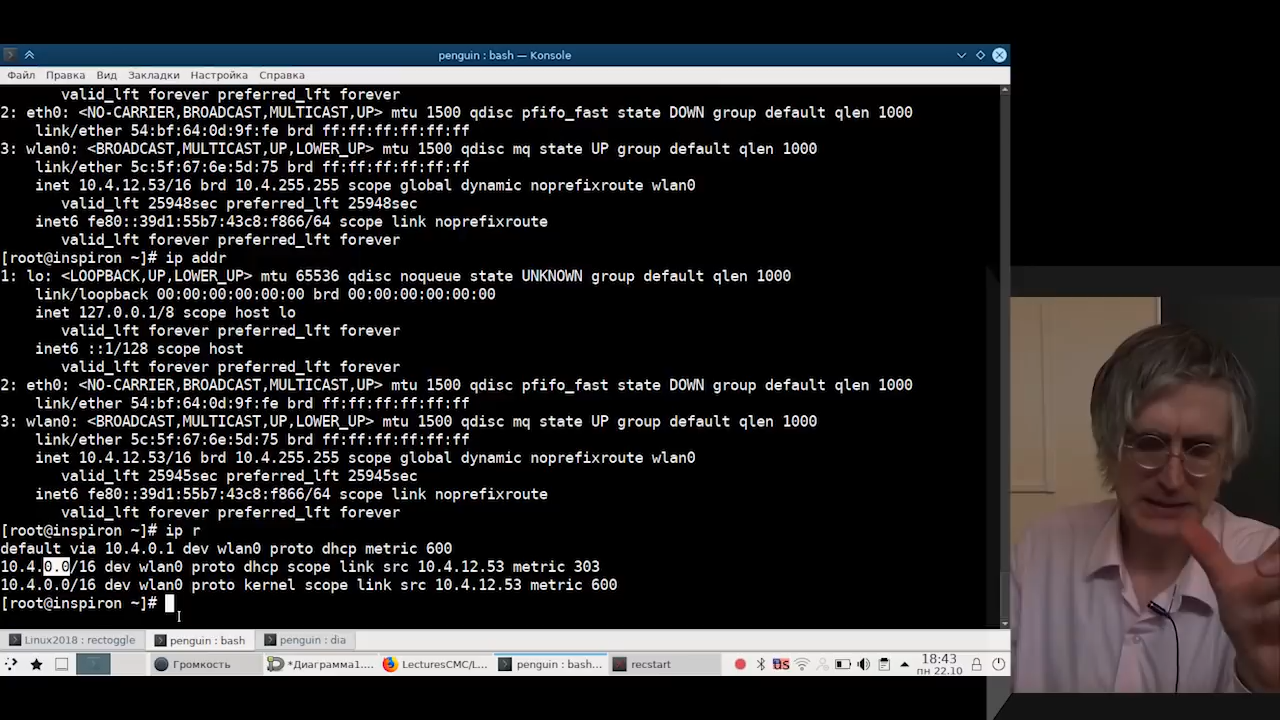 penguin : bash — Konsole
Файл Правка Вид Закладки Настройка Справка
valid_lft forever preferred_lft forever
2: eth0: <NO-CARRIER,BROADCAST,MULTICAST,UP> mtu 1500 qdisc pfifo_fast state DOWN group default qlen 1000
link/ether 54:bf:64:0d:9f:fe brd ff:ff:ff:ff:ff:ff
3: wlan0: <BROADCAST,MULTICAST,UP,LOWER_UP> mtu 1500 qdisc mq state UP group default qlen 1000
link/ether 5c:5f:67:6e:5d:75 brd ff:ff:ff:ff:ff:ff
inet 10.4.12.53/16 brd 10.4.255.255 scope global dynamic noprefixroute wlan0
valid_lft 25948sec preferred_lft 25948sec
inet6 fe80::39d1:55b7:43c8:f866/64 scope link noprefixroute
valid_lft forever preferred_lft forever
[root@inspiron ~]# ip addr
1: lo: <LOOPBACK,UP,LOWER_UP> mtu 65536 qdisc noqueue state UNKNOWN group default qlen 1000
link/loopback 00:00:00:00:00:00 brd 00:00:00:00:00:00
inet 127.0.0.1/8 scope host lo
valid_lft forever preferred_lft forever
inet6 ::1/128 scope host
valid_lft forever preferred_lft forever
2: eth0: <NO-CARRIER,BROADCAST,MULTICAST,UP> mtu 1500 qdisc pfifo_fast state DOWN group default qlen 1000
link/ether 54:bf:64:0d:9f:fe brd ff:ff:ff:ff:ff:ff
3: wlan0: <BROADCAST,MULTICAST,UP,LOWER_UP> mtu 1500 qdisc mq state UP group default qlen 1000
link/ether 5c:5f:67:6e:5d:75 brd ff:ff:ff:ff:ff:ff
inet 10.4.12.53/16 brd 10.4.255.255 scope global dynamic noprefixroute wlan0
valid_lft 25945sec preferred_lft 25945sec
inet6 fe80::39d1:55b7:43c8:f866/64 scope link noprefixroute
valid_lft forever preferred_lft forever
[root@inspiron ~]# ip r
default via 10.4.0.1 dev wlan0 proto dhcp metric 600
10.4.0.0/16 dev wlan0 proto dhcp scope link src 10.4.12.53 metric 303
10.4.0.0/16 dev wlan0 proto kernel scope link src 10.4.12.53 metric 600
[root@inspiron ~]#
Linux2018 : rectoggle penguin : bash penguin : dia
Громкость *Диаграмма1.... LecturesCMC/L... penguin : bash... recstart US 18:43
пн 22.10